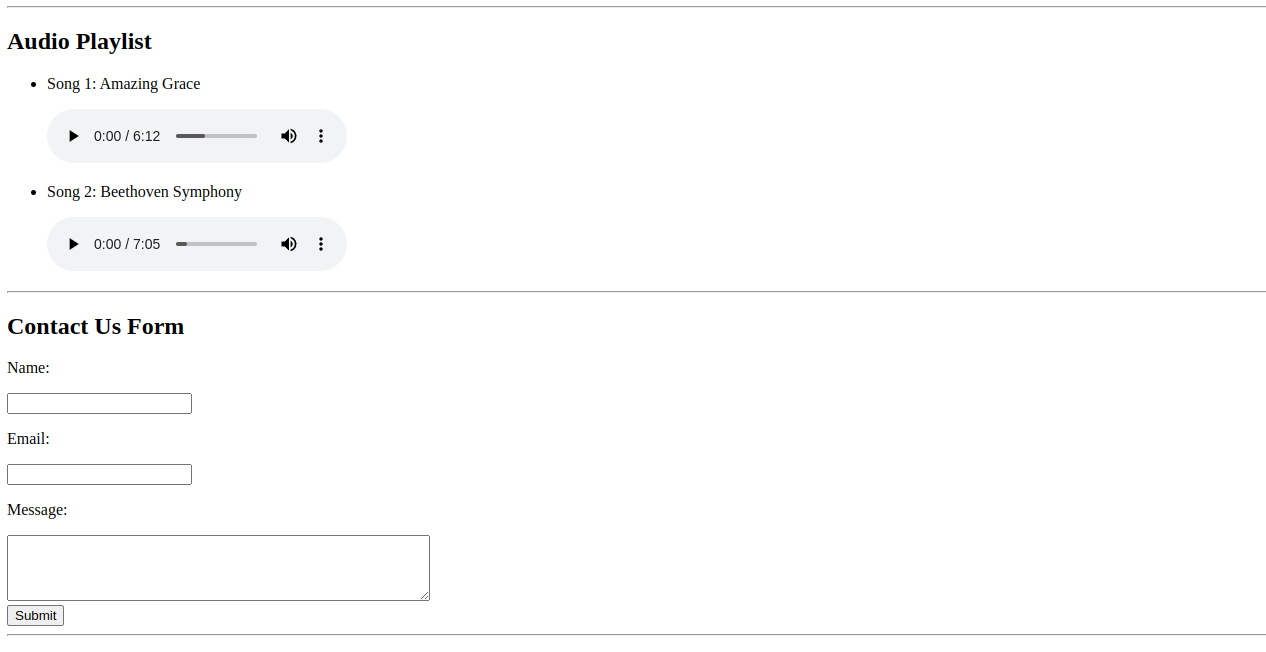 Audio Playlist
Song 1: Amazing Grace
0:00 / 6:12
Song 2: Beethoven Symphony
0:00 / 7:05
Contact Us Form
Name:
Email:
Message:
Submit